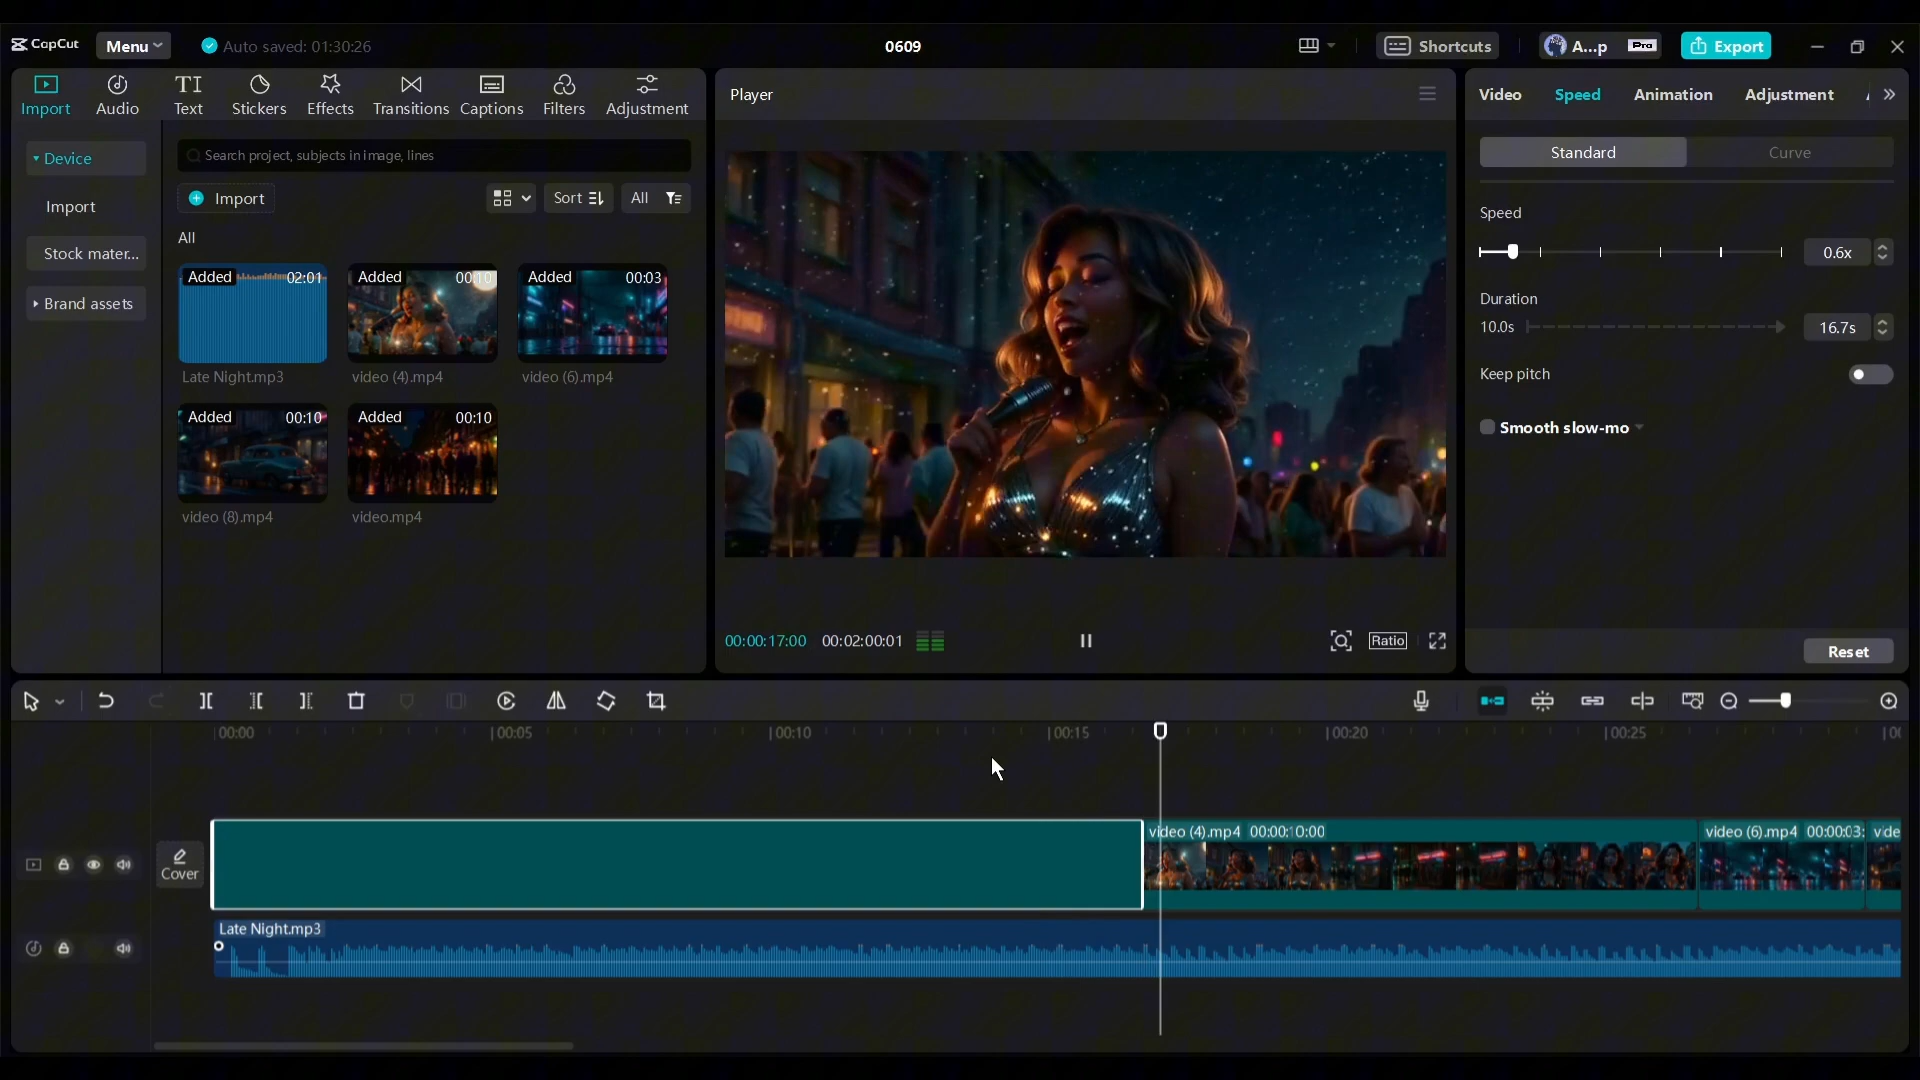 CapCut
Menu
Auto saved: 01:30:26
0609
Shortcuts
A...p
Pro
Export
Import
Audio
Text
Stickers
Effects
Transitions
Captions
Filters
Adjustment
Device
Import
Stock mater...
Brand assets
Search project, subjects in image, lines
Import
Sort
All
All
Added 02:01
Late Night.mp3
Added 00:10
video (4).mp4
Added 00:03
video (6).mp4
Added 00:10
video (8).mp4
Added 00:10
video.mp4
Player
00:00:17:00 00:02:00:01
Ratio
Video
Speed
Animation
Adjustment
Standard
Curve
Speed
0.6x
Duration
10.0s
16.7s
Keep pitch
Smooth slow-mo
Reset
00:00
00:05
00:10
00:15
00:20
00:25
Cover
video (4).mp4 00:00:10:00
video (6).mp4 00:00:03:
vide
Late Night.mp3